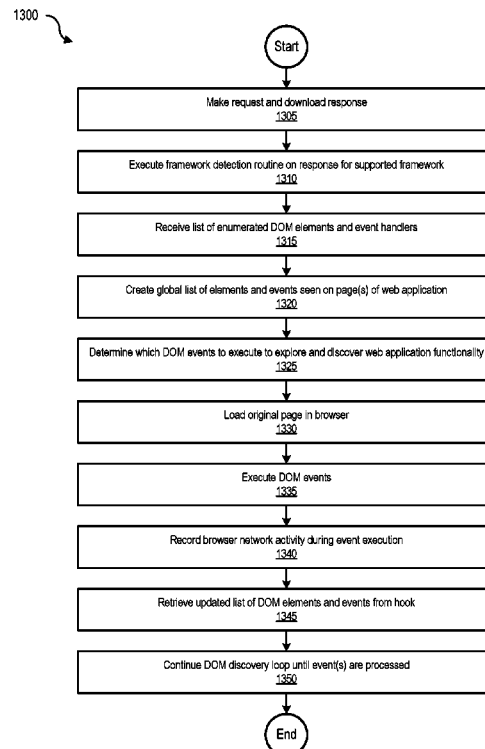 1300
Start
Make request and download response
1305
Execute framework detection routine on response for supported framework
1310
Receive list of enumerated DOM elements and event handlers
1315
Create global list of elements and events seen on page(s) of web application
1320
Determine which DOM events to execute to explore and discover web application functionality
1325
Load original page in browser
1330
Execute DOM events
1335
Record browser network activity during event execution
1340
Retrieve updated list of DOM elements and events from hook
1345
Continue DOM discovery loop until event(s) are processed
1350
End